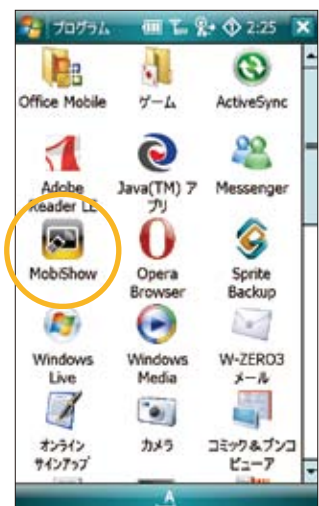 プログラム 2:25
Office Mobile ゲーム ActiveSync
Adobe Java(TM) ア Messenger
Reader LE プリ
MobiShow Opera Sprite
Browser Backup
Windows Windows W-ZERO3
Live Media メール
オンライン カメラ コミック&ブンコ
サインアップ ビューア
A